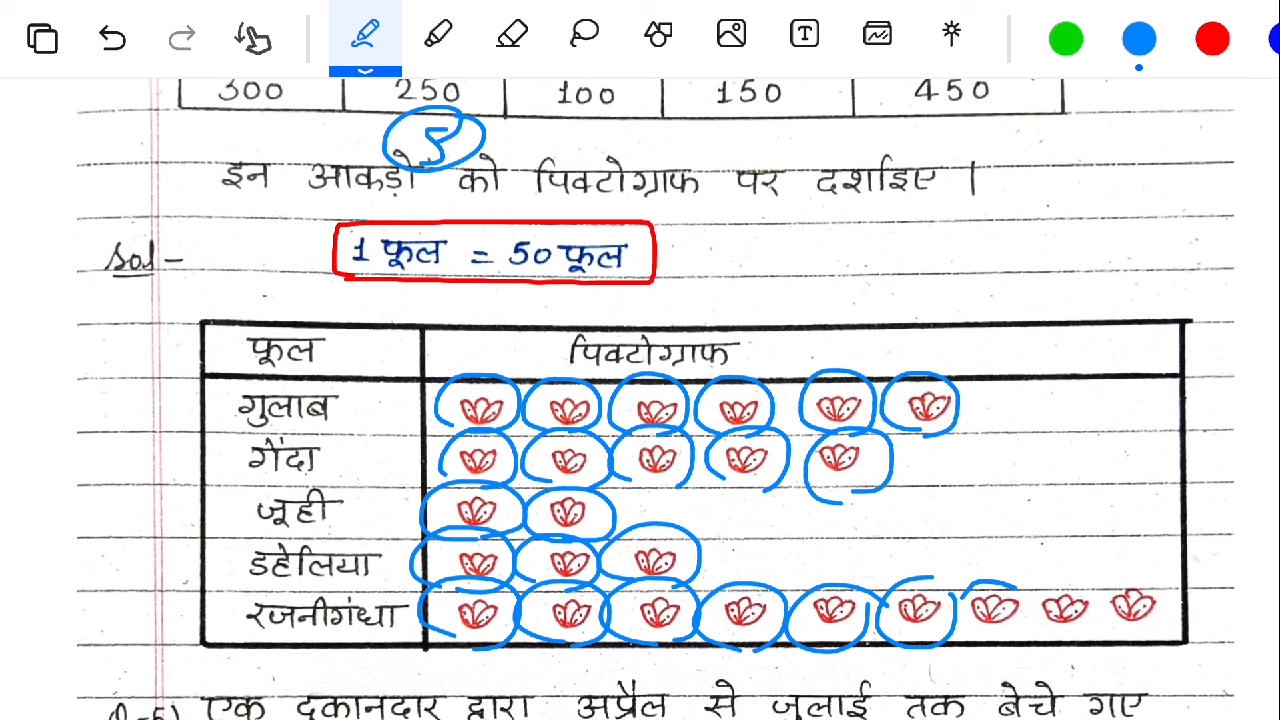 300 250 100 150 450
5
इन आकड़ो को पिक्टोग्राफ पर दर्शाइए |
Sol -
1 फूल = 50 फूल
फूल पिक्टोग्राफ
गुलाब
गेंदा
जूही
डहेलिया
रजनीगंधा
एक दुकानदार द्वारा अप्रैल से जुलाई तक बेचे गए